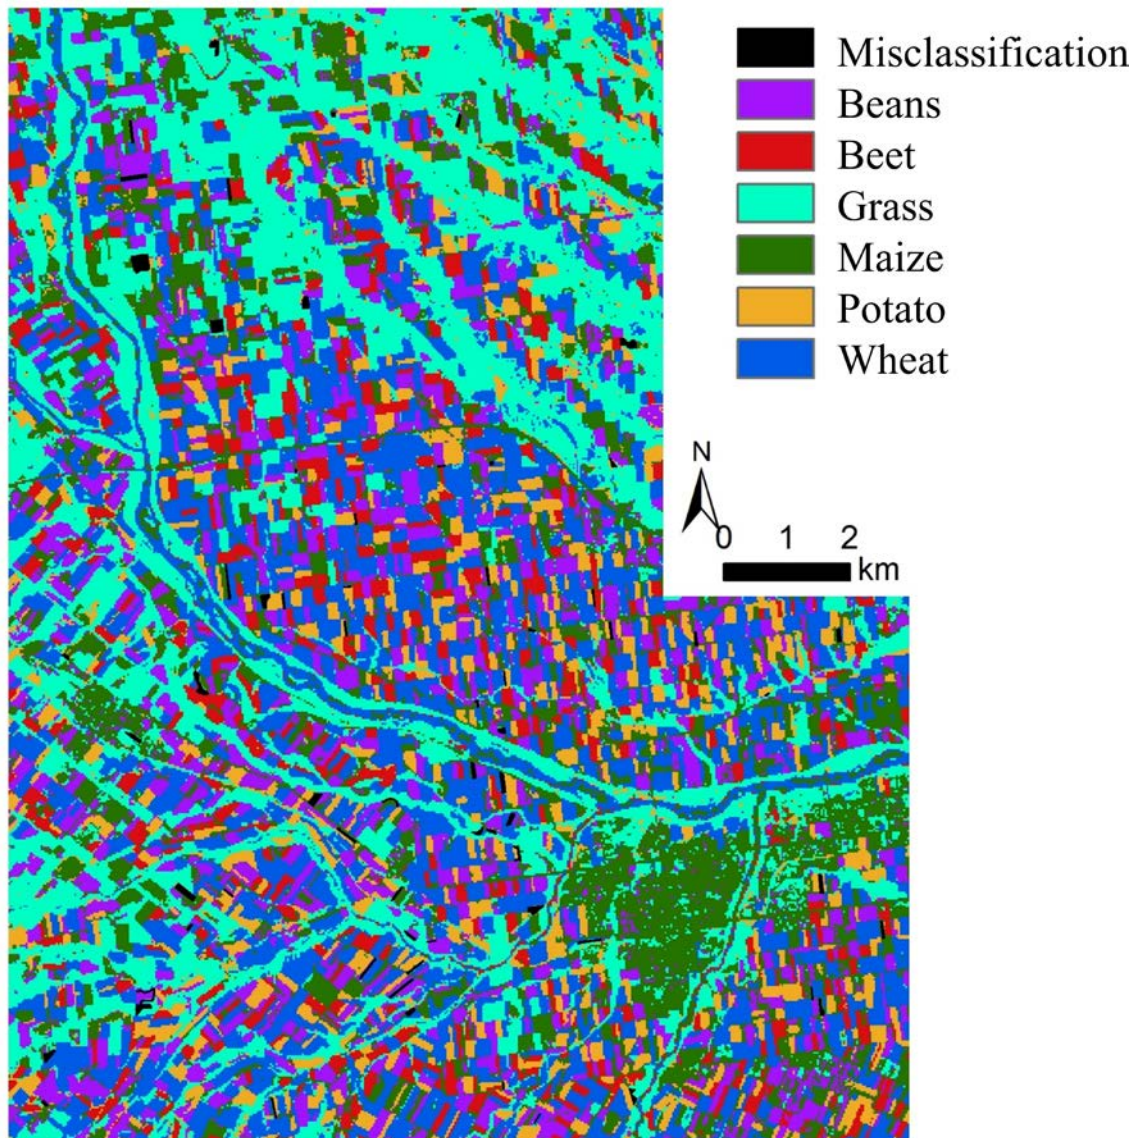 Misclassification
Beans
Beet
Grass
Maize
Potato
Wheat
N
0 1 2
km